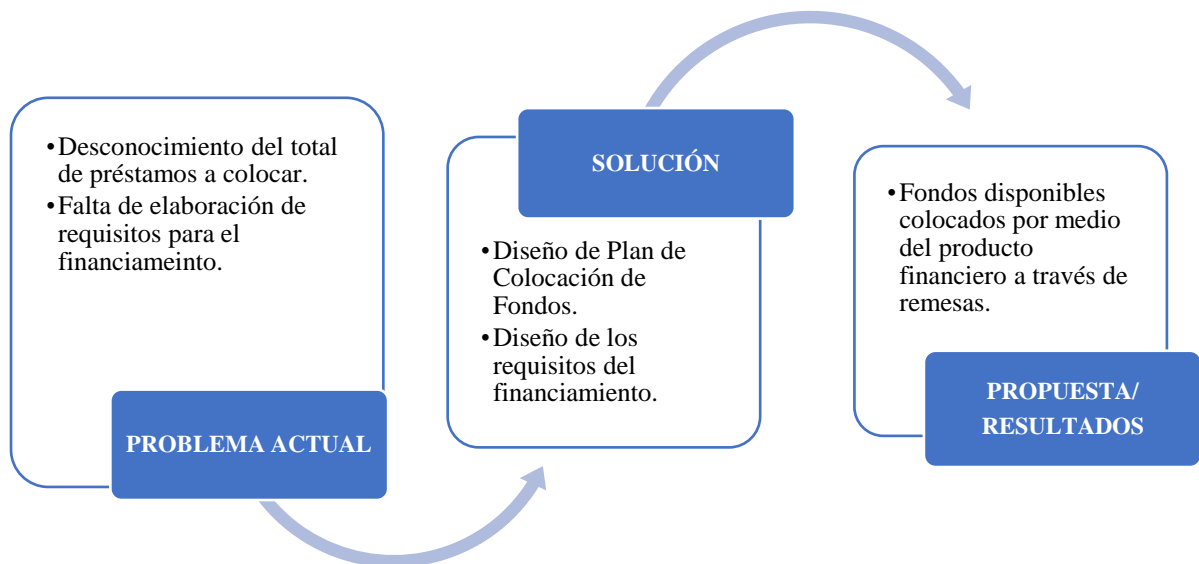 •Desconocimiento del total
de préstamos a colocar.
•Falta de elaboración de
requisitos para el
financiameinto.
PROBLEMA ACTUAL
SOLUCIÓN
•Diseño de Plan de
Colocación de
Fondos.
•Diseño de los
requisitos del
financiamiento.
•Fondos disponibles
colocados por medio
del producto
financiero a través de
remesas.
PROPUESTA/
RESULTADOS